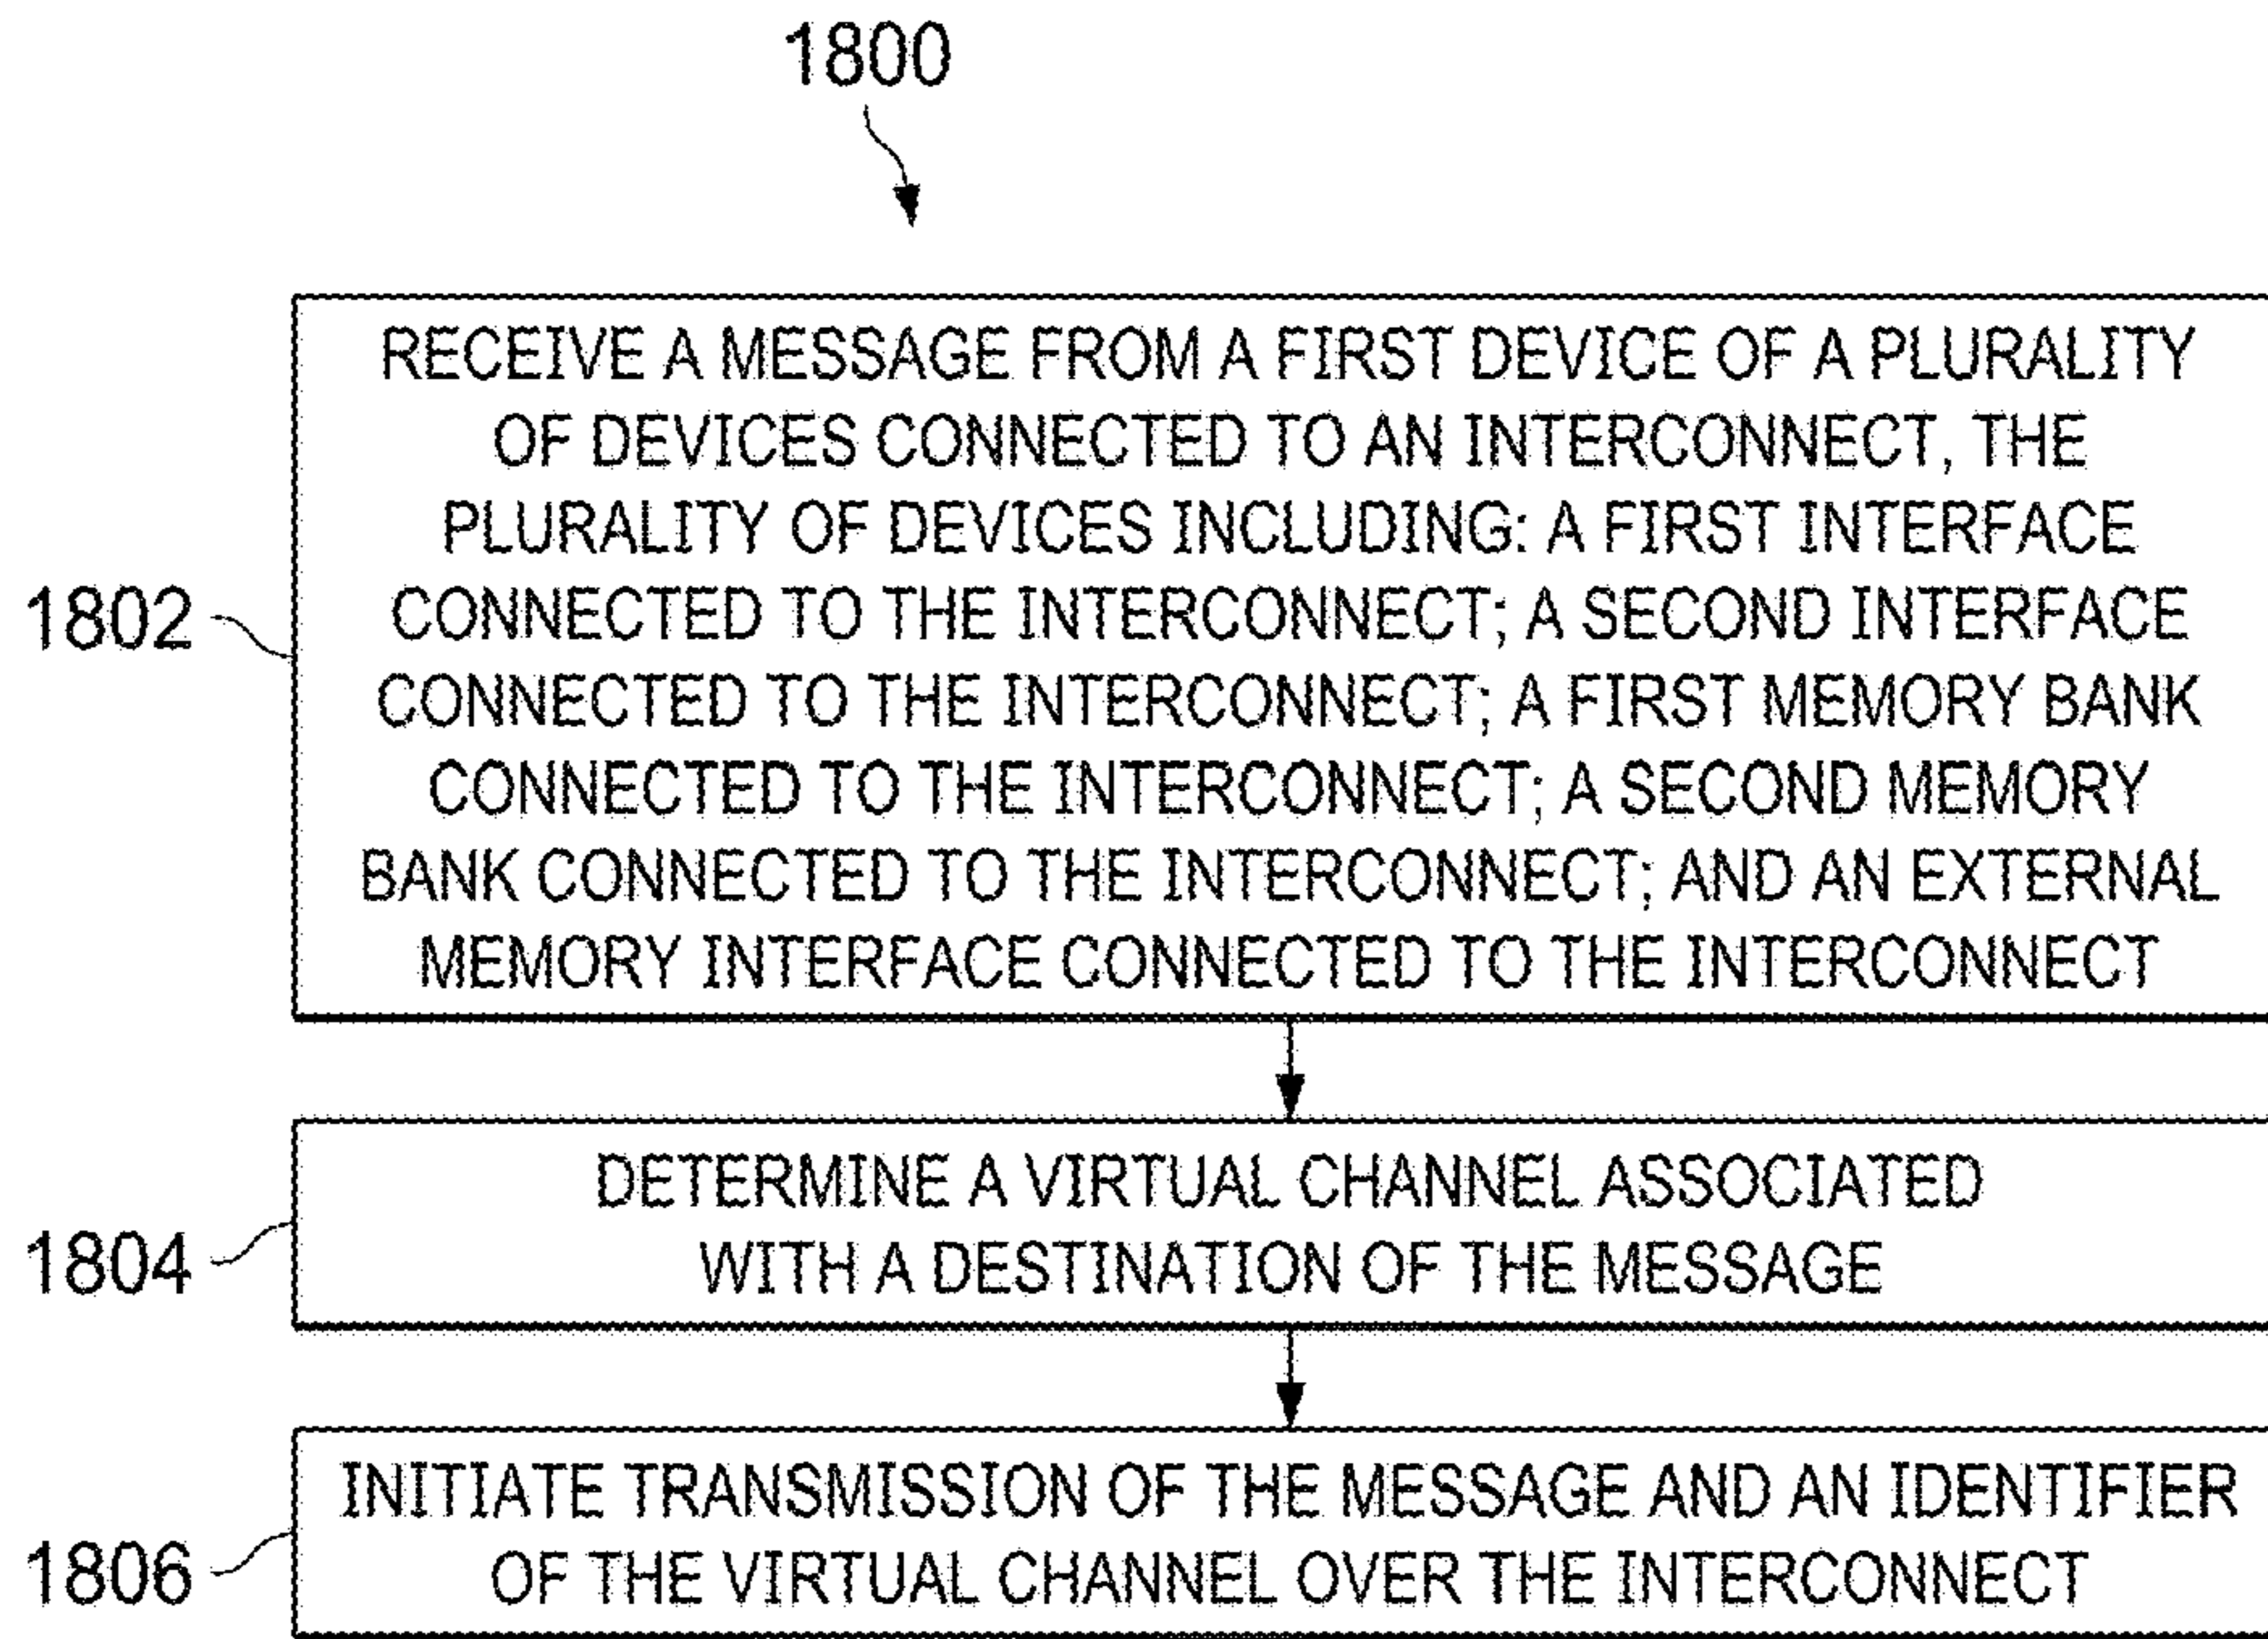 1800
RECEIVE A MESSAGE FROM A FIRST DEVICE OF A PLURALITY
OF DEVICES CONNECTED TO AN INTERCONNECT, THE
PLURALITY OF DEVICES INCLUDING: A FIRST INTERFACE
1802
CONNECTED TO THE INTERCONNECT; A SECOND INTERFACE
CONNECTED TO THE INTERCONNECT; A FIRST MEMORY BANK
CONNECTED TO THE INTERCONNECT; A SECOND MEMORY
BANK CONNECTED TO THE INTERCONNECT; AND AN EXTERNAL
MEMORY INTERFACE CONNECTED TO THE INTERCONNECT
DETERMINE A VIRTUAL CHANNEL ASSOCIATED
1804
WITH A DESTINATION OF THE MESSAGE
INITIATE TRANSMISSION OF THE MESSAGE AND AN IDENTIFIER
1806
OF THE VIRTUAL CHANNEL OVER THE INTERCONNECT